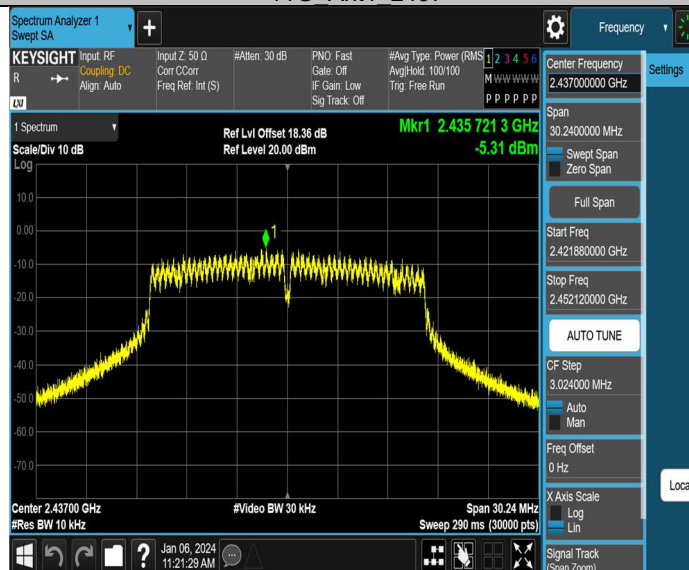 Spectrum Analyzer 1
Swept SA
+
Frequency
KEYSIGHT
R
LXI
Input: RF
Coupling: DC
Align: Auto
Input Z: 50 Ω
Corr CCorr
Freq Ref: Int (S)
#Atten: 30 dB
PNO: Fast
Gate: Off
IF Gain: Low
Sig Track: Off
#Avg Type: Power (RMS
Avg|Hold: 100/100
Trig: Free Run
1 2 3 4 5 6
M W W W W W
P P P P P P
Center Frequency
2.437000000 GHz
Settings
Span
30.2400000 MHz
Swept Span
Zero Span
Full Span
Start Freq
2.421880000 GHz
Stop Freq
2.452120000 GHz
AUTO TUNE
CF Step
3.024000 MHz
Auto
Man
Freq Offset
0 Hz
X Axis Scale
Log
Lin
Signal Track
(Span Zoom)
Loca
1 Spectrum
Scale/Div 10 dB
Log
Ref Lvl Offset 18.36 dB
Ref Level 20.00 dBm
Mkr1 2.435 721 3 GHz
-5.31 dBm
10.0
0.00
-10.0
-20.0
-30.0
-40.0
-50.0
-60.0
-70.0
1
Center 2.43700 GHz
#Res BW 10 kHz
#Video BW 30 kHz
Span 30.24 MHz
Sweep 290 ms (30000 pts)
?
Jan 06, 2024
11:21:29 AM